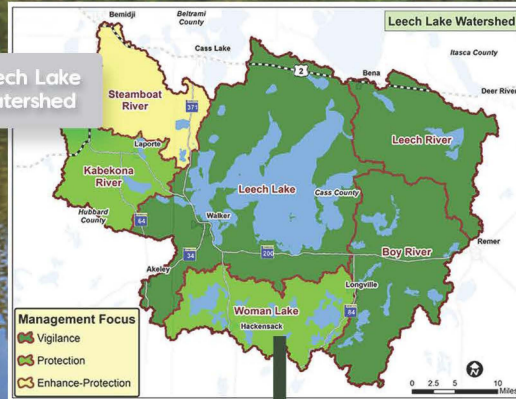 Leech Lake Watershed
Bemidji
Beltrami
County
Cass Lake
Itasca County
2
Bena
Deer River
ech Lake
atershed
Steamboat
River
371
Leech River
Laporte
Kabekona
River
Leech Lake
Cass County
Hubbard
County
64
Walker
Boy River
Remer
34
200
Akeley
Longville
Woman Lake
84
Hackensack
Management Focus
Vigilance
Protection
Enhance-Protection
N
0 2.5 5 10
Miles